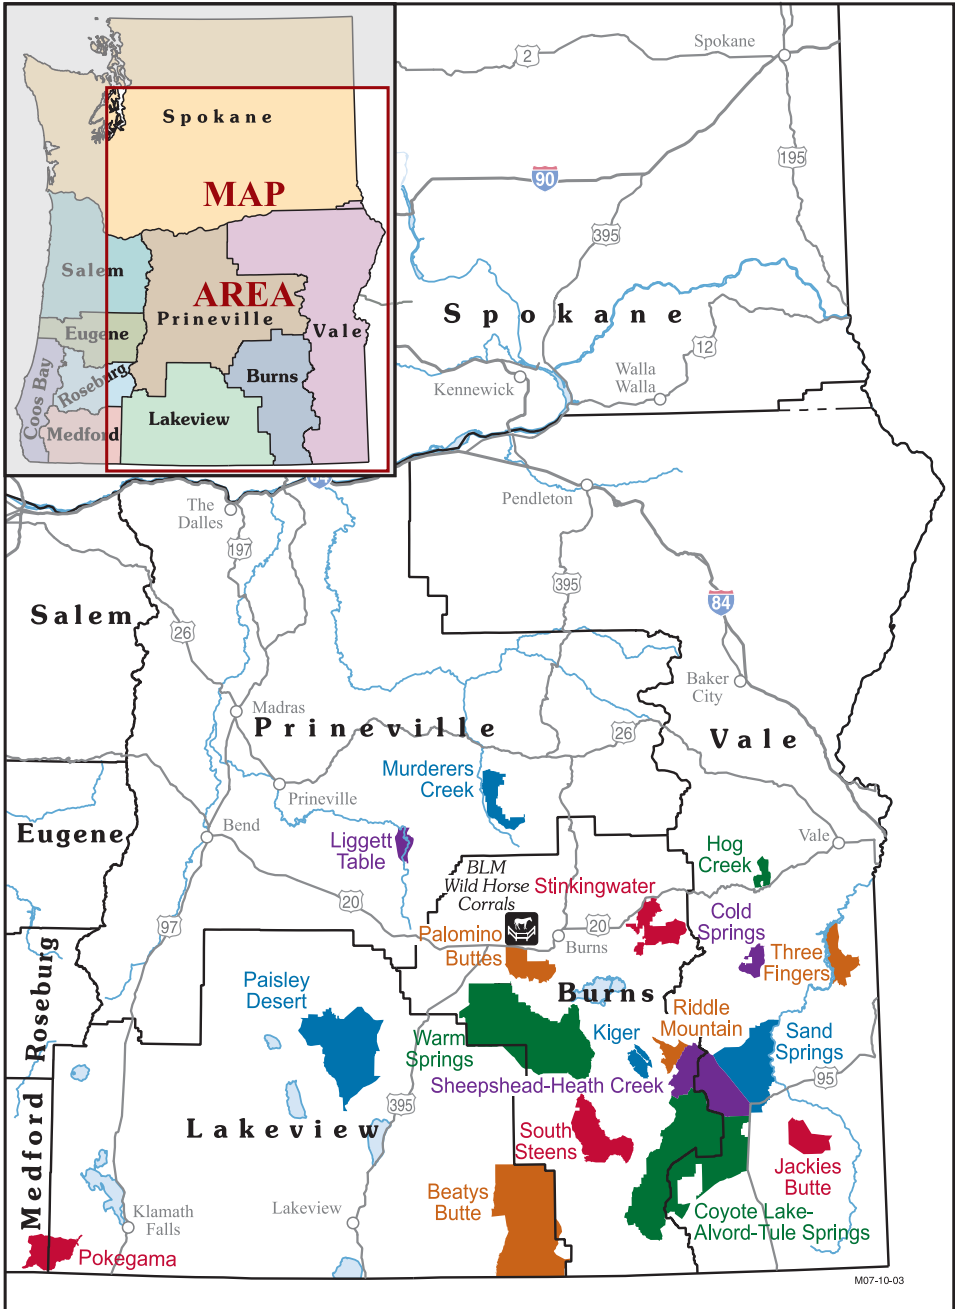 Spokane
MAP
AREA
Salem
Prineville
Vale
Eugene
Coos Bay
Roseburg
Burns
Lakeview
Medford
Spokane
2
195
90
395
Spokane
12
Walla
Walla
Kennewick
Pendleton
The
Dalles
197
395
84
Salem
26
Baker
City
Madras
Prineville
26
Vale
Murderers
Creek
Prineville
Eugene
Bend
Vale
Liggett
Table
Hog
Creek
BLM
Wild Horse
Corrals
Stinkingwater
20
97
20
Cold
Springs
Palomino
Buttes
Burns
Three
Fingers
Roseburg
Paisley
Desert
Burns
Riddle
Mountain
Warm
Springs
Kiger
Sand
Springs
Sheepshead-Heath Creek
95
395
Lakeview
Medford
South
Steens
Jackies
Butte
Beatys
Butte
Lakeview
Klamath
Falls
Coyote Lake-
Alvord-Tule Springs
Pokegama
M07-10-03